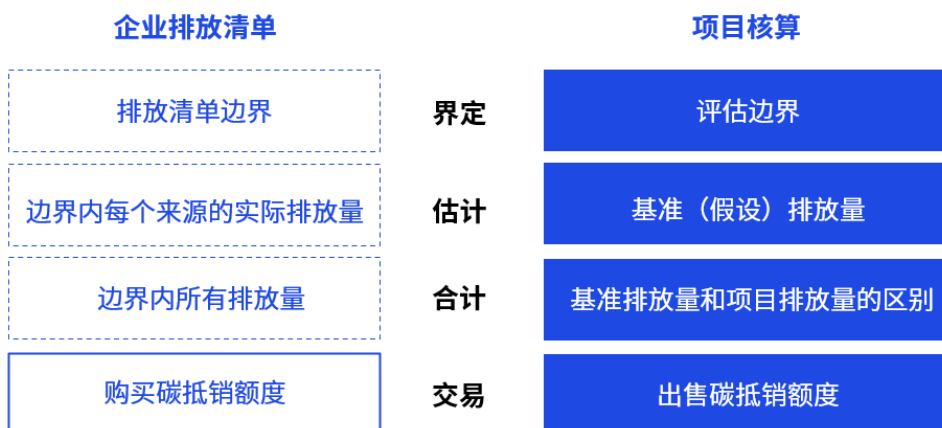 企业排放清单
项目核算
排放清单边界
界定
评估边界
边界内每个来源的实际排放量
估计
基准（假设）排放量
边界内所有排放量
合计
基准排放量和项目排放量的区别
购买碳抵销额度
交易
出售碳抵销额度